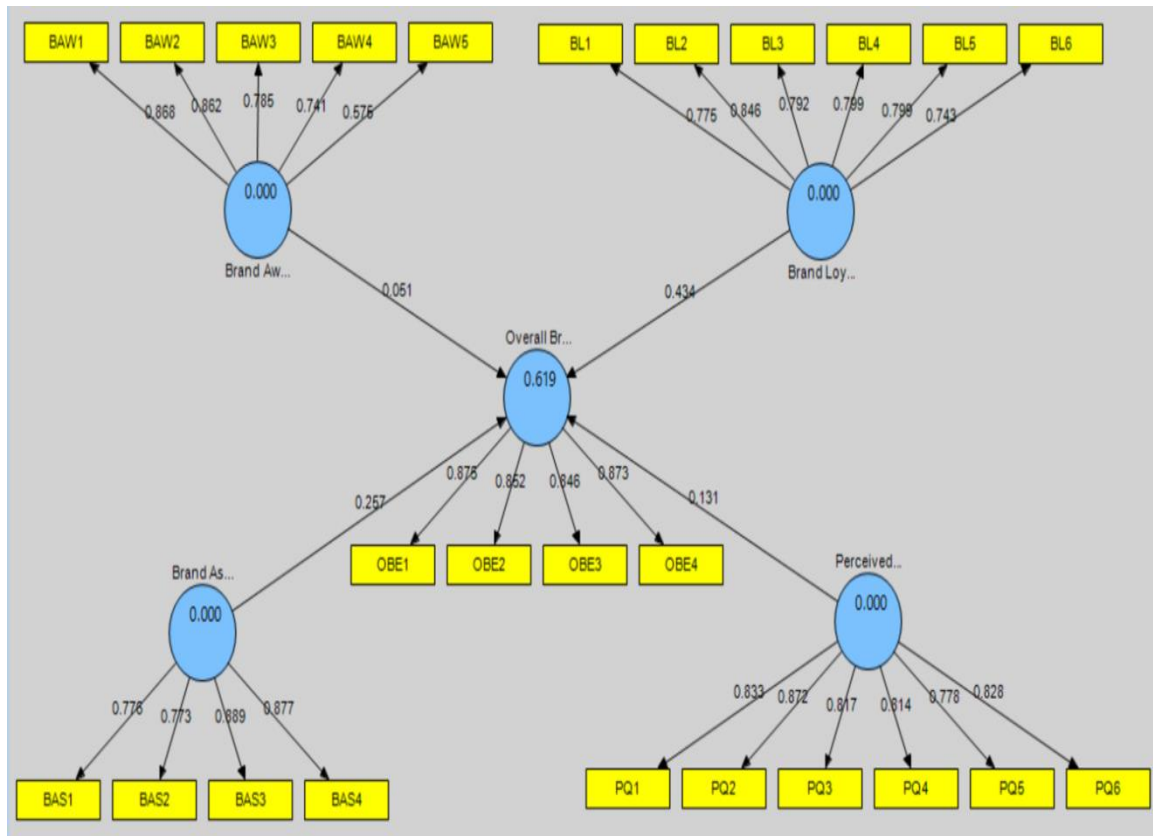 BAW1 BAW2 BAW3 BAW4 BAW5 BL1 BL2 BL3 BL4 BL5 BL6
0.868 0.862 0.785 0.741 0.575 0.775 0.846 0.792 0.799 0.799 0.743
0.000 0.000
Brand Aw... Brand Loy...
0.051 0.434
Overall Br...
0.619
0.257 0.875 0.852 0.846 0.873 0.131
OBE1 OBE2 OBE3 OBE4
Brand As... Perceived...
0.000 0.000
0.776 0.773 0.889 0.877 0.833 0.872 0.817 0.814 0.778 0.828
BAS1 BAS2 BAS3 BAS4 PQ1 PQ2 PQ3 PQ4 PQ5 PQ6